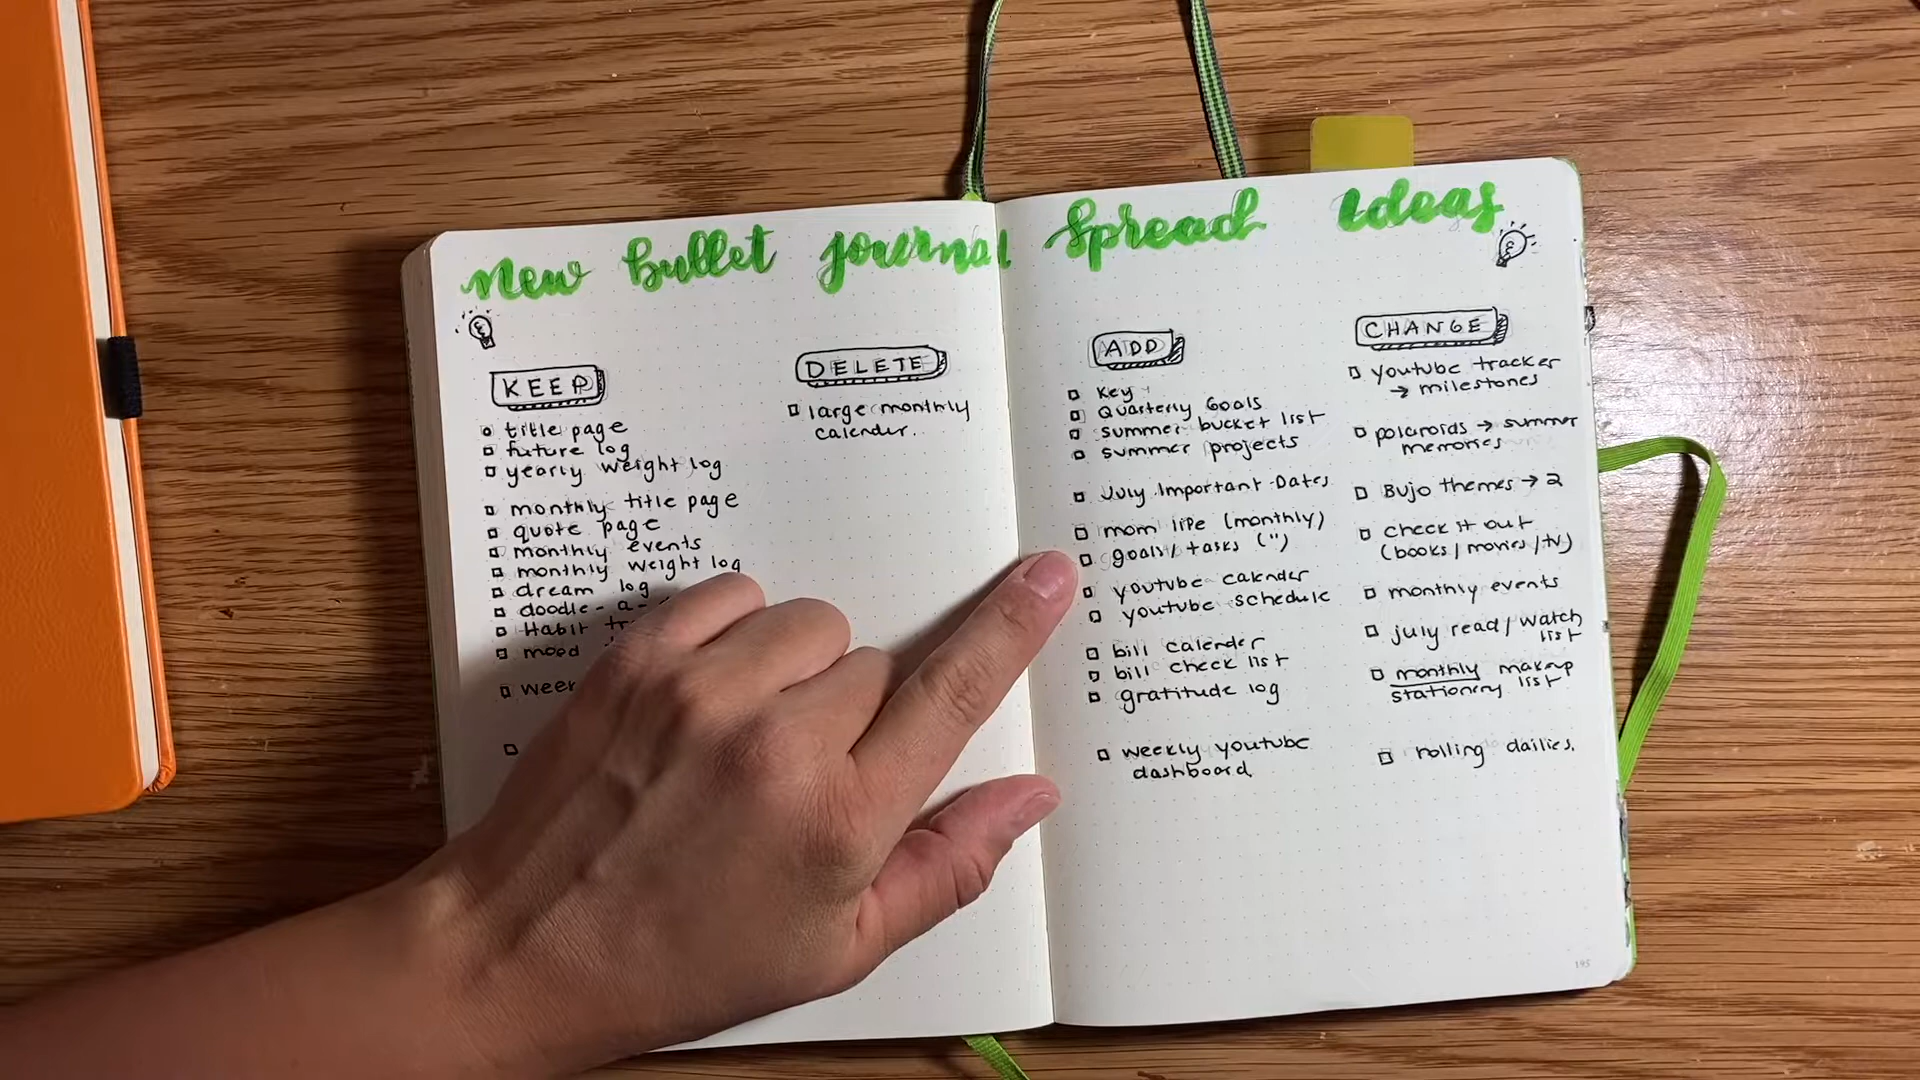 New Bullet Journal Spread Ideas
KEEP
title page
future log
yearly weight log
monthly title page
quote page
monthly events
monthly weight log
dream log
doodle-a-
Habit
mood
DELETE
large monthly
calender.
ADD
Key
Quarterly Goals
summer bucket list
summer projects
July Important Dates
mom life (monthly)
goals/tasks (")
youtube calender
youtube schedule
bill calender
bill check list
gratitude log
weekly youtube
dashboard
CHANGE
youtube tracker
→ milestones
polaroids → summer
memories
Bujo themes → 2
check it out
(books/movies/tv)
monthly events
july read/watch
list
monthly makeup
stationery list
rolling dailies.
195